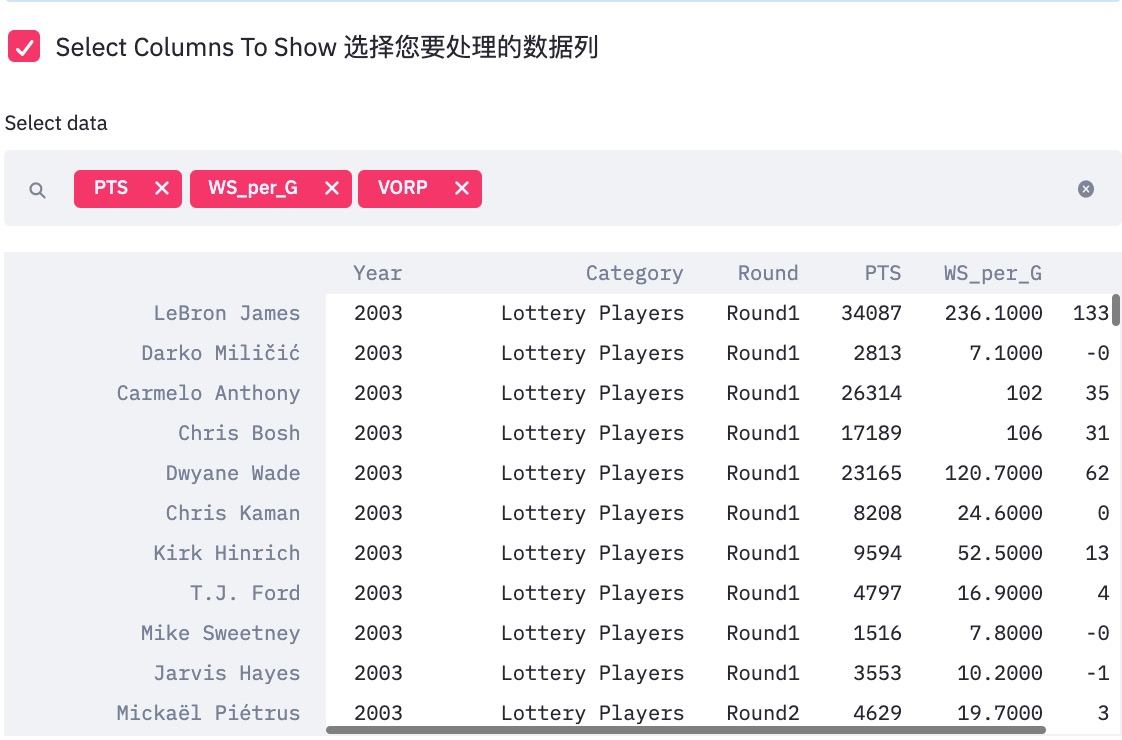 Select Columns To Show 选择您要处理的数据列
Select data
PTS WS_per_G VORP
Year Category Round PTS WS_per_G
LeBron James 2003 Lottery Players Round1 34087 236.1000 133
Darko Miličić 2003 Lottery Players Round1 2813 7.1000 -0
Carmelo Anthony 2003 Lottery Players Round1 26314 102 35
Chris Bosh 2003 Lottery Players Round1 17189 106 31
Dwyane Wade 2003 Lottery Players Round1 23165 120.7000 62
Chris Kaman 2003 Lottery Players Round1 8208 24.6000 0
Kirk Hinrich 2003 Lottery Players Round1 9594 52.5000 13
T.J. Ford 2003 Lottery Players Round1 4797 16.9000 4
Mike Sweetney 2003 Lottery Players Round1 1516 7.8000 -0
Jarvis Hayes 2003 Lottery Players Round1 3553 10.2000 -1
Mickaël Piétrus 2003 Lottery Players Round2 4629 19.7000 3